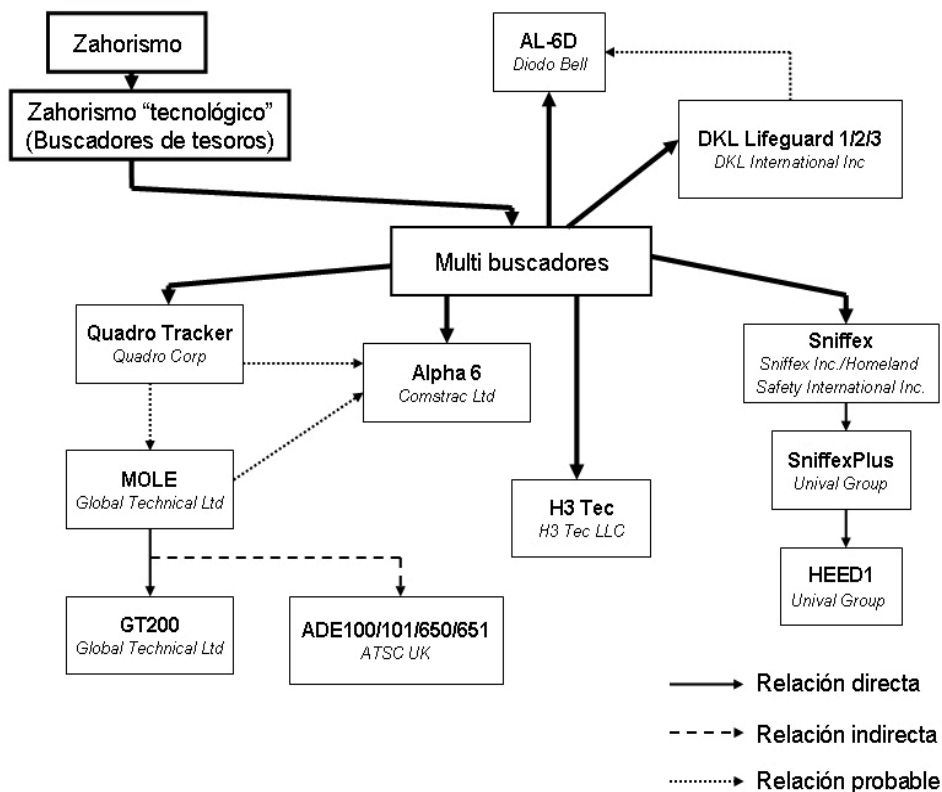 Zahorismo
Zahorismo “tecnológico”
(Buscadores de tesoros)
AL-6D
Diodo Bell
DKL Lifeguard 1/2/3
DKL International Inc
Multi buscadores
Quadro Tracker
Quadro Corp
Alpha 6
Comstrac Ltd
Sniffex
Sniffex Inc./Homeland
Safety International Inc.
MOLE
Global Technical Ltd
H3 Tec
H3 Tec LLC
SniffexPlus
Unival Group
GT200
Global Technical Ltd
ADE100/101/650/651
ATSC UK
HEED1
Unival Group
Relación directa
Relación indirecta
Relación probable